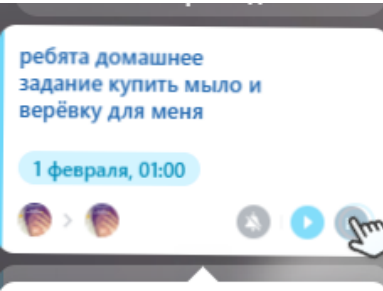 ребята домашнее
задание купить мыло и
верёвку для меня
1 февраля, 01:00